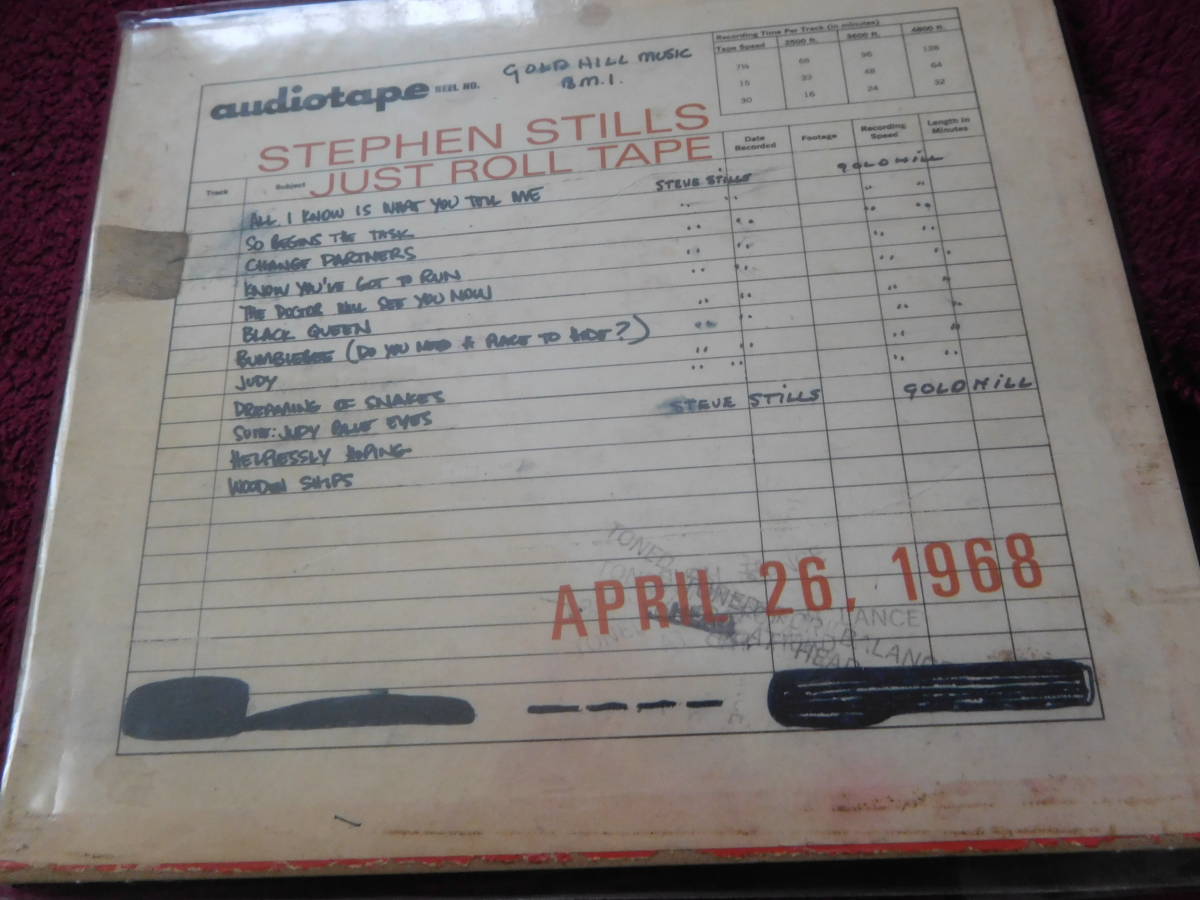 audiotape REEL NO. GOLD HILL MUSIC
B.M.I.
Recording Time Per Track (in minutes)
Tape Speed 2500 ft. 3600 ft. 4800 ft.
7½ 66 96 128
15 33 48 64
30 16 24 32
STEPHEN STILLS
JUST ROLL TAPE
Track Subject Date Recorded Footage Recording Speed Length in Minutes
ALL I KNOW IS WHAT YOU TELL ME STEVE STILLS GOLD HILL
SO BEGINS THE TASK " " " "
CHANGE PARTNERS " " " "
KNOW YOU'VE GOT TO RUN " " " "
THE DOCTOR WILL SEE YOU NOW " " " "
BLACK QUEEN " " " "
BUMBLEBEE (DO YOU NEED A PLACE TO HIDE?) " " " "
JUDY " " " "
DREAMING OF SNAKES " " " "
SUITE: JUDY BLUE EYES STEVE STILLS GOLD HILL
HELPLESSLY HOPING
WOODEN SHIPS
APRIL 26, 1968